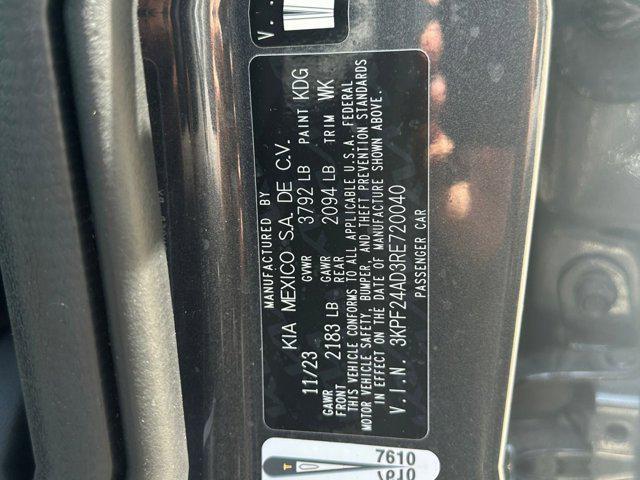 V.
MANUFACTURED BY
KIA MEXICO S.A. DE C.V.
11/23 GVWR 3792 LB PAINT KDG
GAWR FRONT 2183 LB GAWR REAR 2094 LB TRIM WK
THIS VEHICLE CONFORMS TO ALL APPLICABLE U.S.A. FEDERAL
MOTOR VEHICLE SAFETY, BUMPER, AND THEFT PREVENTION STANDARDS
IN EFFECT ON THE DATE OF MANUFACTURE SHOWN ABOVE.
V.I.N. 3KPF24AD3RE720040
PASSENGER CAR
T 0 7610